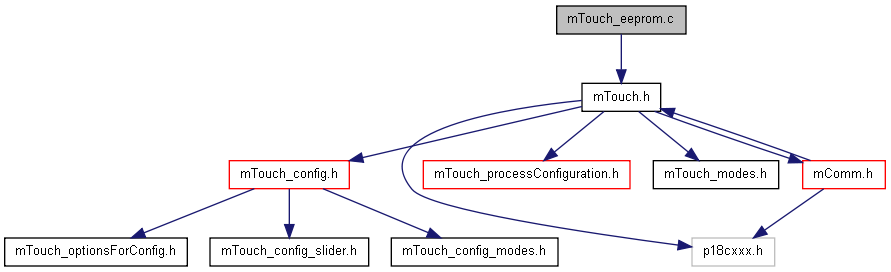 mTouch_eeprom.c
mTouch.h
mTouch_config.h
mTouch_processConfiguration.h
mTouch_modes.h
mComm.h
mTouch_optionsForConfig.h
mTouch_config_slider.h
mTouch_config_modes.h
p18cxxx.h